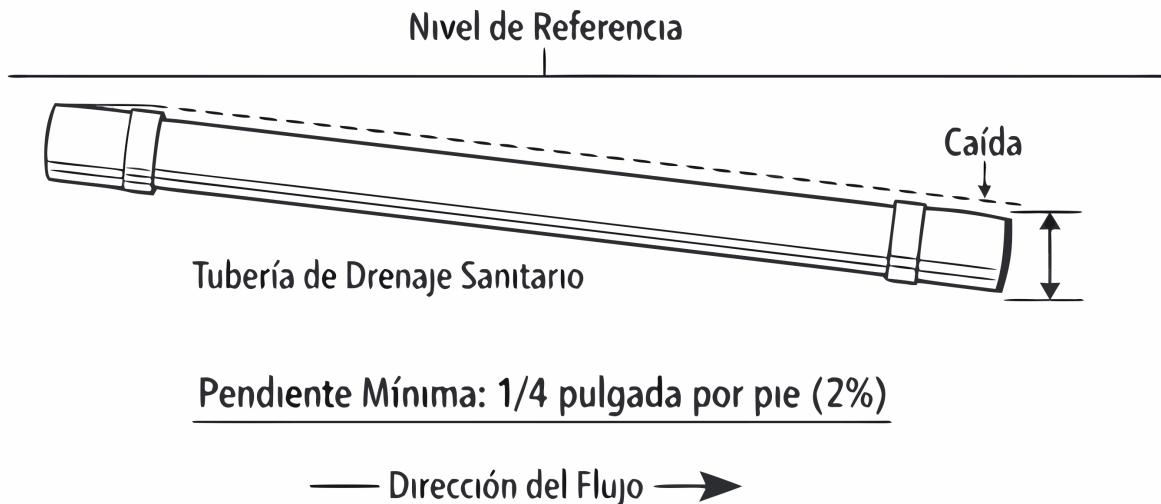 Nivel de Referencia
Caída
Tubería de Drenaje Sanitario
Pendiente Mínima: 1/4 pulgada por pie (2%)
Dirección del Flujo